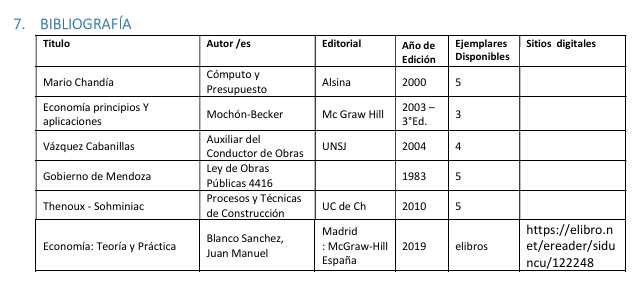 7. BIBLIOGRAFÍA
Titulo Autor /es Editorial Año de Edición Ejemplares Disponibles Sitios digitales
Mario Chandía Cómputo y Presupuesto Alsina 2000 5
Economía principios Y aplicaciones Mochón-Becker Mc Graw Hill 2003 – 3°Ed. 3
Vázquez Cabanillas Auxiliar del Conductor de Obras UNSJ 2004 4
Gobierno de Mendoza Ley de Obras Públicas 4416 1983 5
Thenoux - Sohminiac Procesos y Técnicas de Construcción UC de Ch 2010 5
Economía: Teoría y Práctica Blanco Sanchez, Juan Manuel Madrid : McGraw-Hill España 2019 elibros https://elibro.net/ereader/siduncu/122248